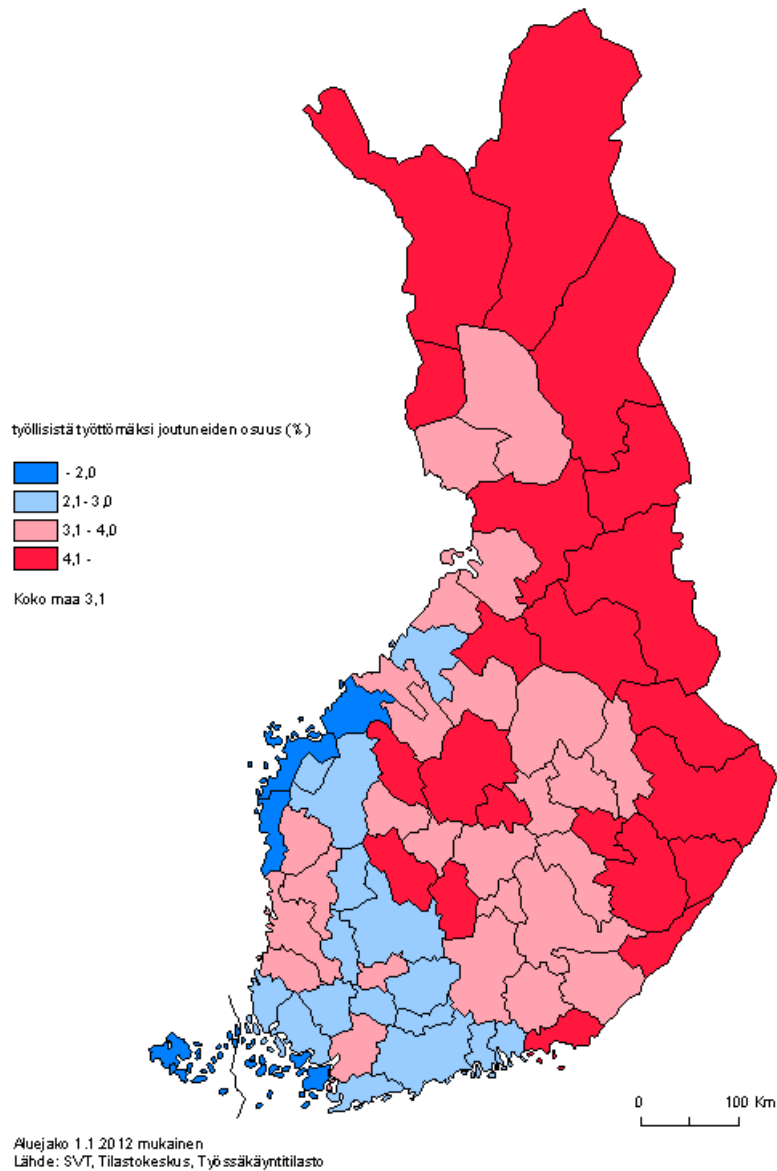 työllisistä työttömäksi joutuneiden osuus (%)
- 2,0
2,1- 3,0
3,1 - 4,0
4,1 -
Koko maa 3,1
0 100 Km
Aluejako 1.1.2012 mukainen
Lähde: SVT, Tilastokeskus, Työssäkäyntitilasto